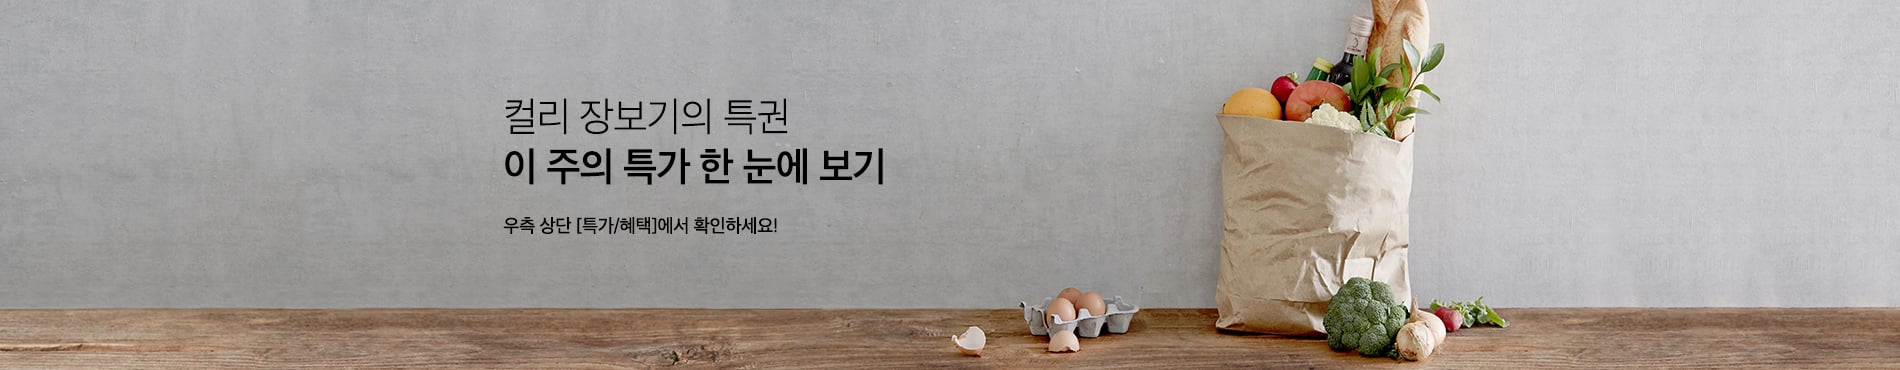 컬리 장보기의 특권
이 주의 특가 한 눈에 보기
우측 상단 [특가/혜택]에서 확인하세요!